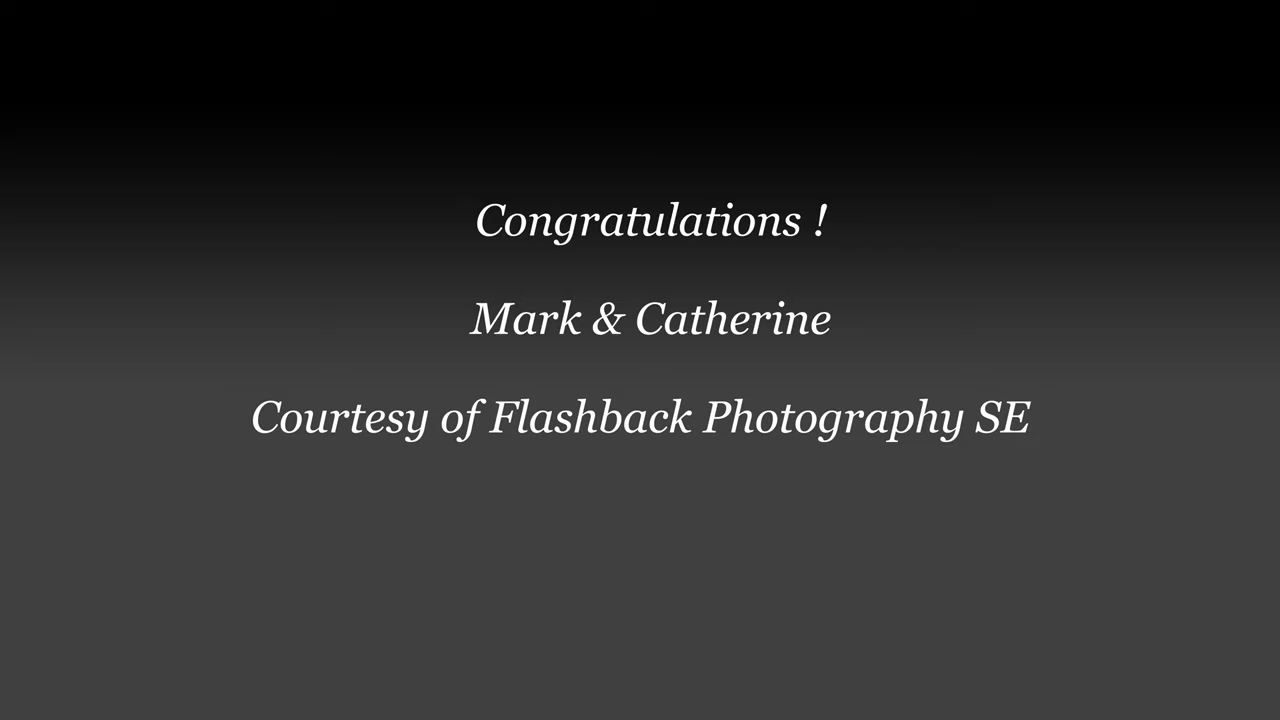 Congratulations !
Mark & Catherine
Courtesy of Flashback Photography SE